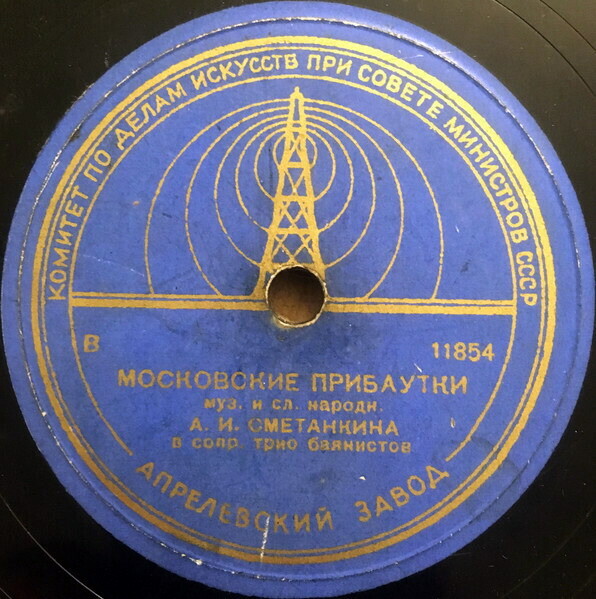 КОМИТЕТ ПО ДЕЛАМ ИСКУССТВ ПРИ СОВЕТЕ МИНИСТРОВ СССР
В 11854
МОСКОВСКИЕ ПРИБАУТКИ
муз. и сл. народн.
А. И. СМЕТАНКИНА
в сопр. трио баянистов
АПРЕЛЕВСКИЙ ЗАВОД